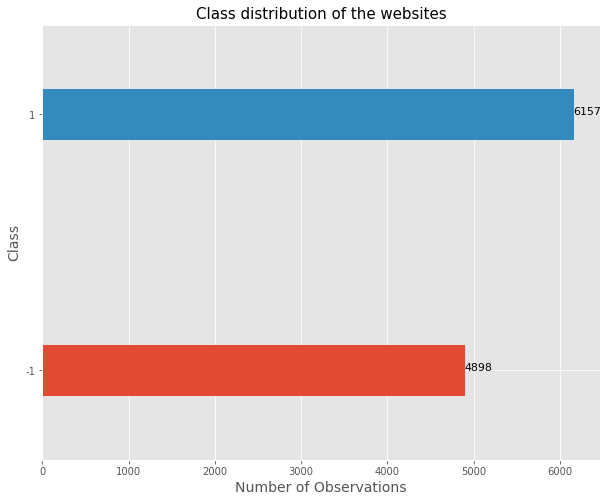 Class distribution of the websites
1
6157
Class
-1
4898
0 1000 2000 3000 4000 5000 6000
Number of Observations